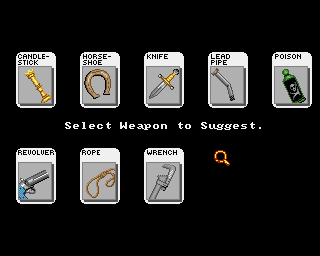 CANDLE-
STICK
HORSE-
SHOE
KNIFE
LEAD
PIPE
POISON
Select Weapon to Suggest.
REVOLVER
ROPE
WRENCH